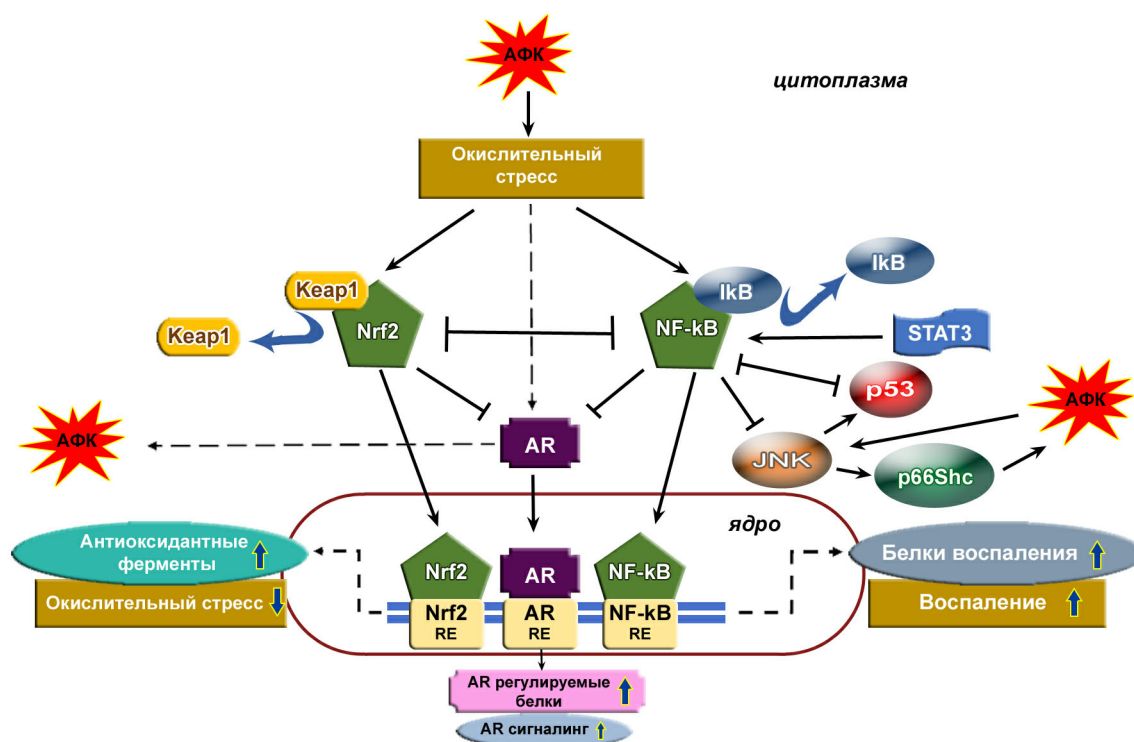 АФК
цитоплазма
Окислительный
стресс
Keap1
IkB
IkB
Keap1
Nrf2
NF-kB
STAT3
p53
АФК
АФК
AR
JNK
p66Shc
ядро
Антиоксидантные
ферменты
Окислительный стресс
Nrf2
AR
NF-kB
Nrf2
RE
AR
RE
NF-kB
RE
Белки воспаления
Воспаление
AR регулируемые
белки
AR сигналинг